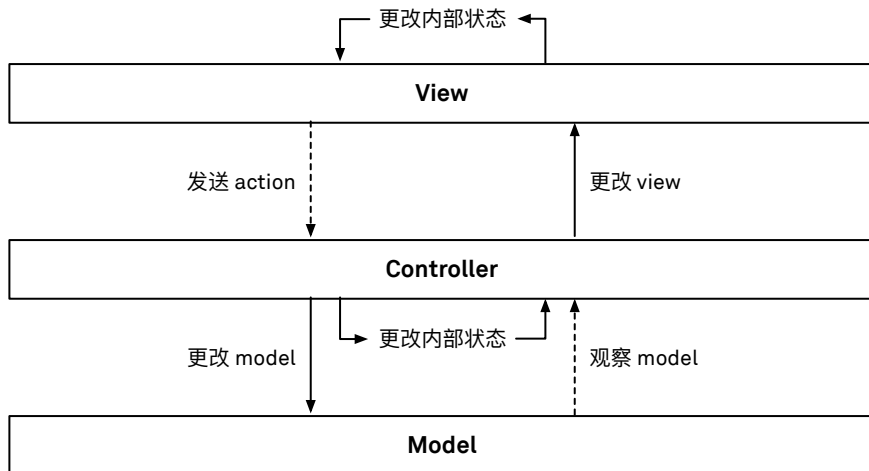 更改内部状态
View
发送 action
更改 view
Controller
更改内部状态
更改 model
观察 model
Model